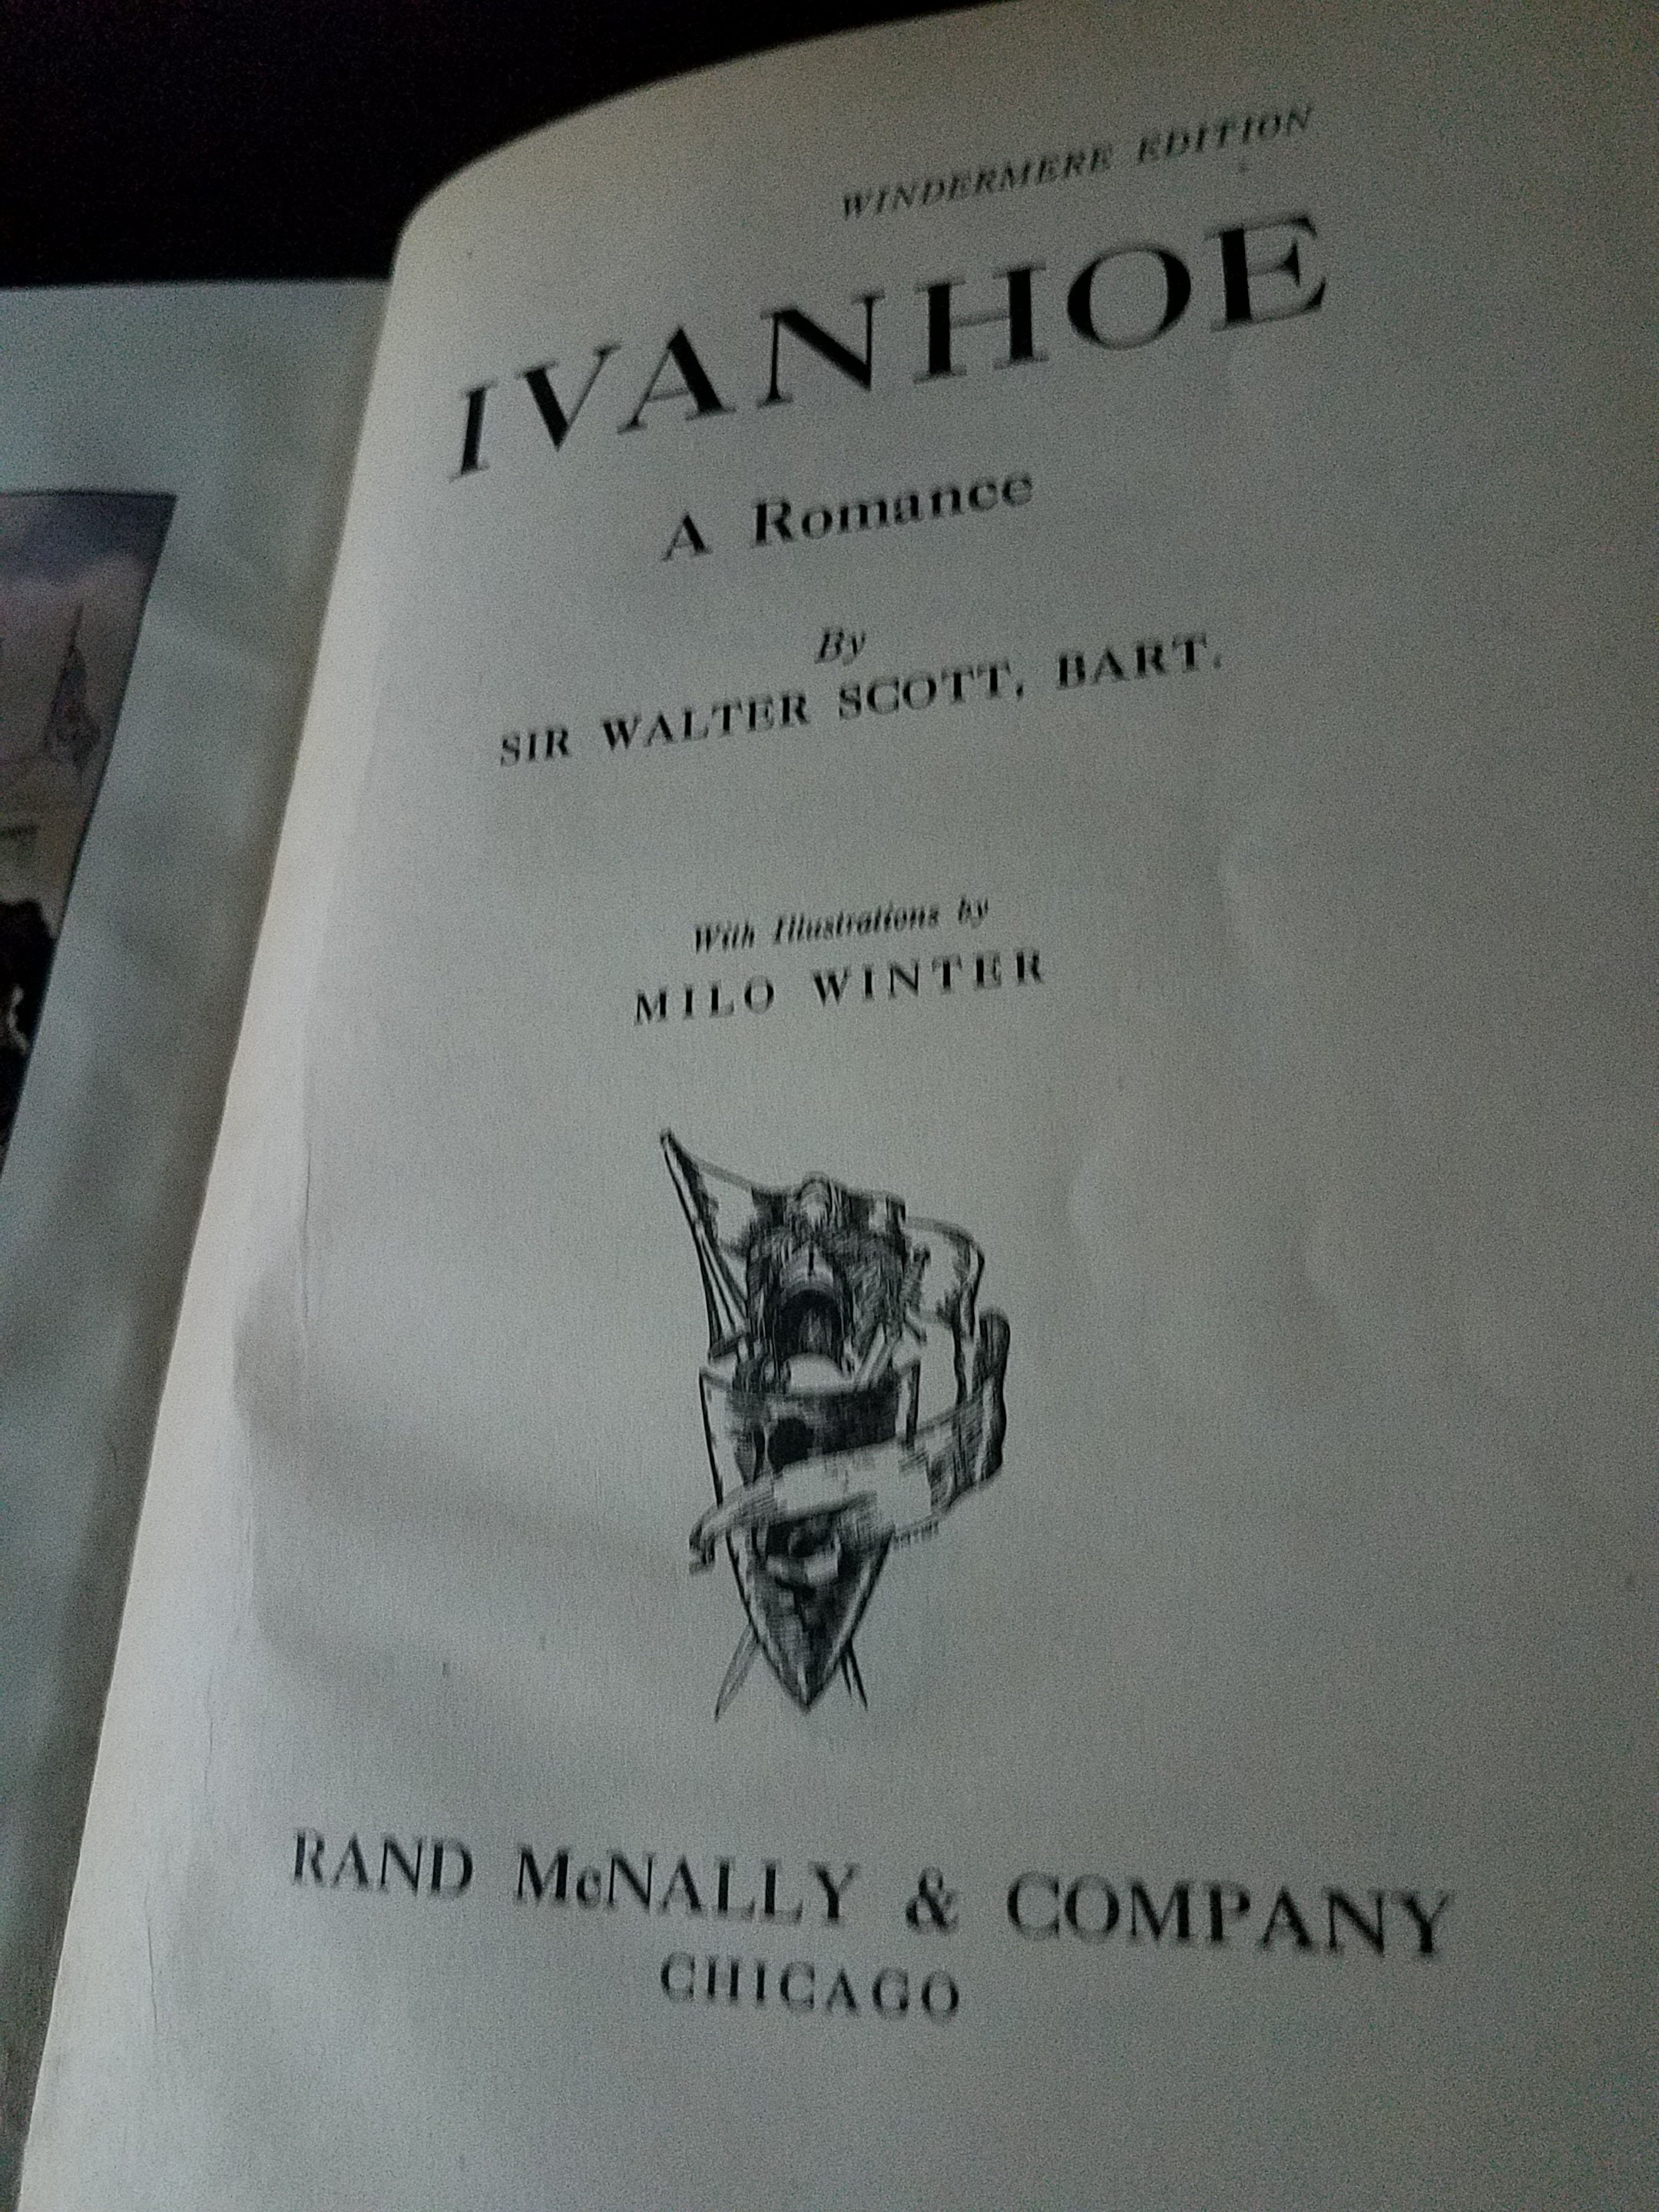 WINDERMERE EDITION
IVANHOE
A Romance
By
SIR WALTER SCOTT, BART.
With Illustrations by
MILO WINTER
RAND McNALLY & COMPANY
CHICAGO